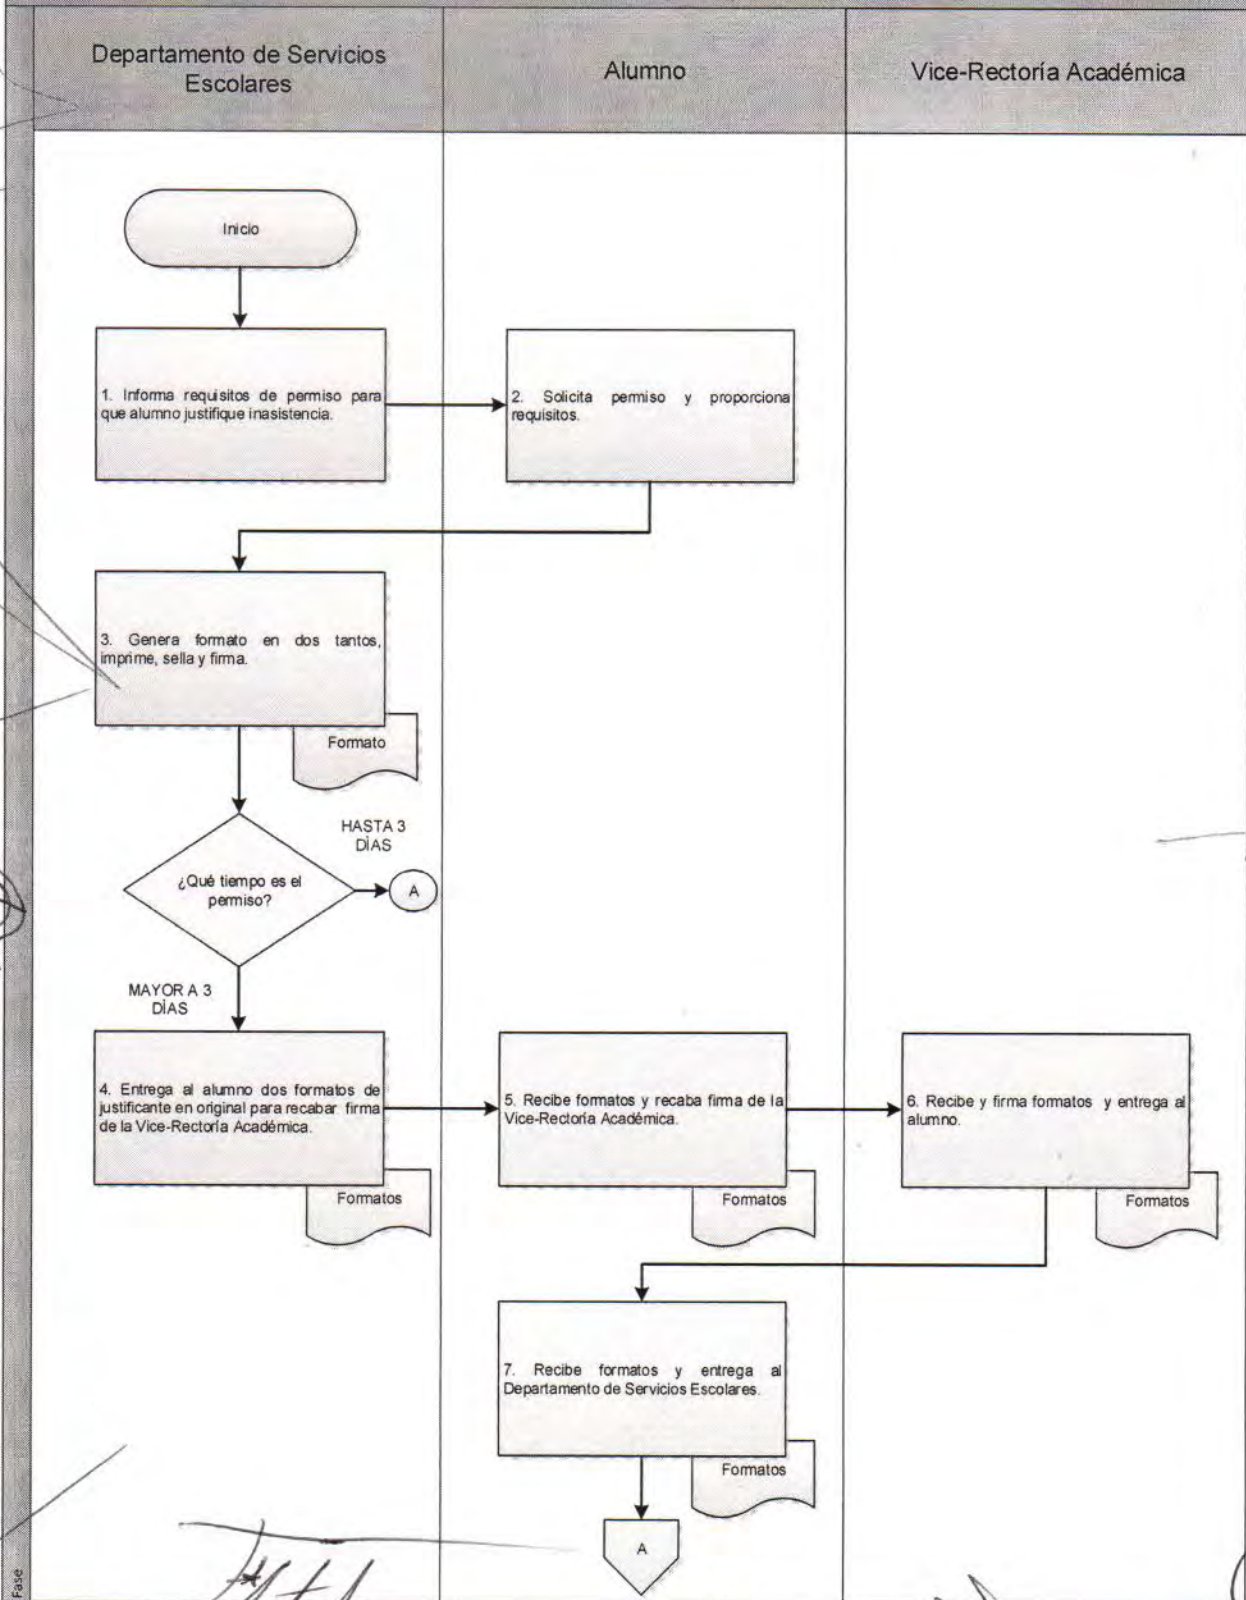 Departamento de Servicios
Escolares
Alumno
Vice-Rectoría Académica
Inicio
1. Informa requisitos de permiso para
que alumno justifique inasistencia.
2. Solicita permiso y proporciona
requisitos.
3. Genera formato en dos tantos,
imprime, sella y firma.
Formato
HASTA 3
DÌAS
¿Qué tiempo es el
permiso?
A
MAYOR A 3
DÌAS
4. Entrega al alumno dos formatos de
justificante en original para recabar firma
de la Vice-Rectoría Académica.
Formatos
5. Recibe formatos y recaba firma de la
Vice-Rectoría Académica.
Formatos
6. Recibe y firma formatos y entrega al
alumno.
Formatos
7. Recibe formatos y entrega al
Departamento de Servicios Escolares.
Formatos
A
Fase